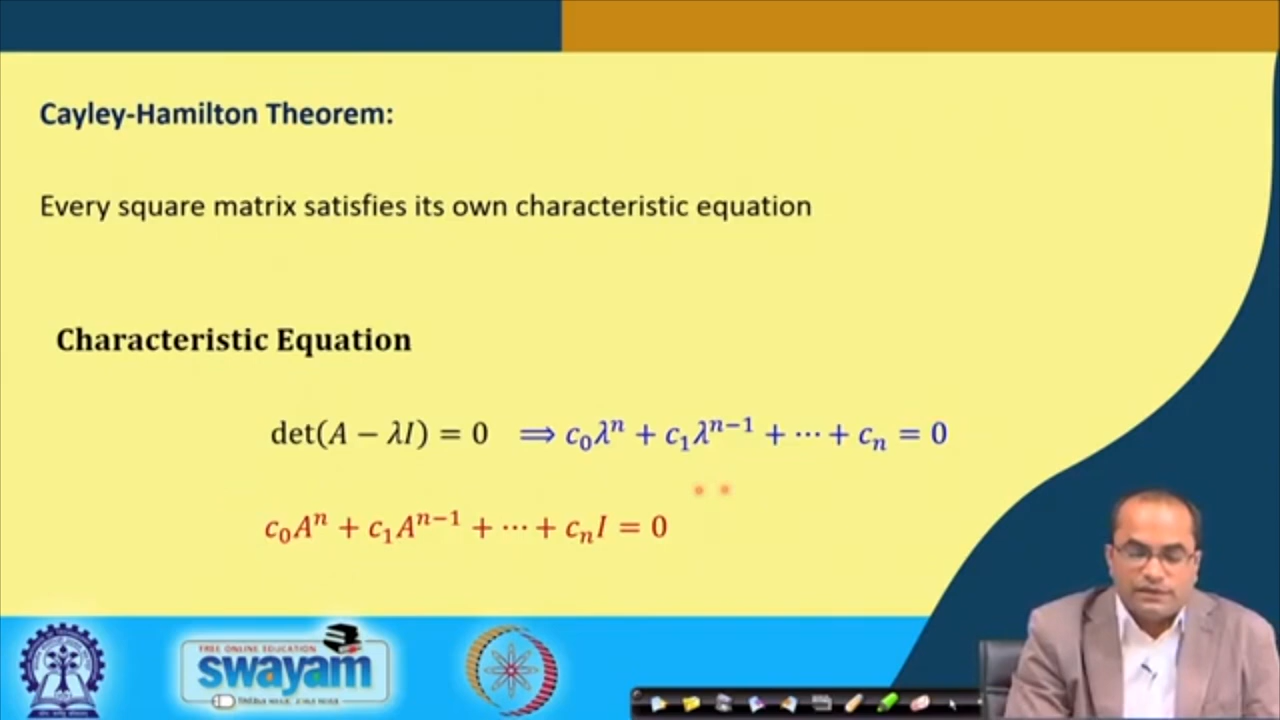 Cayley-Hamilton Theorem:
Every square matrix satisfies its own characteristic equation
Characteristic Equation
det(A − λI) = 0 ⟹ c₀λⁿ + c₁λⁿ⁻¹ + ⋯ + cₙ = 0
c₀Aⁿ + c₁Aⁿ⁻¹ + ⋯ + cₙI = 0
FREE ONLINE EDUCATION
swayam